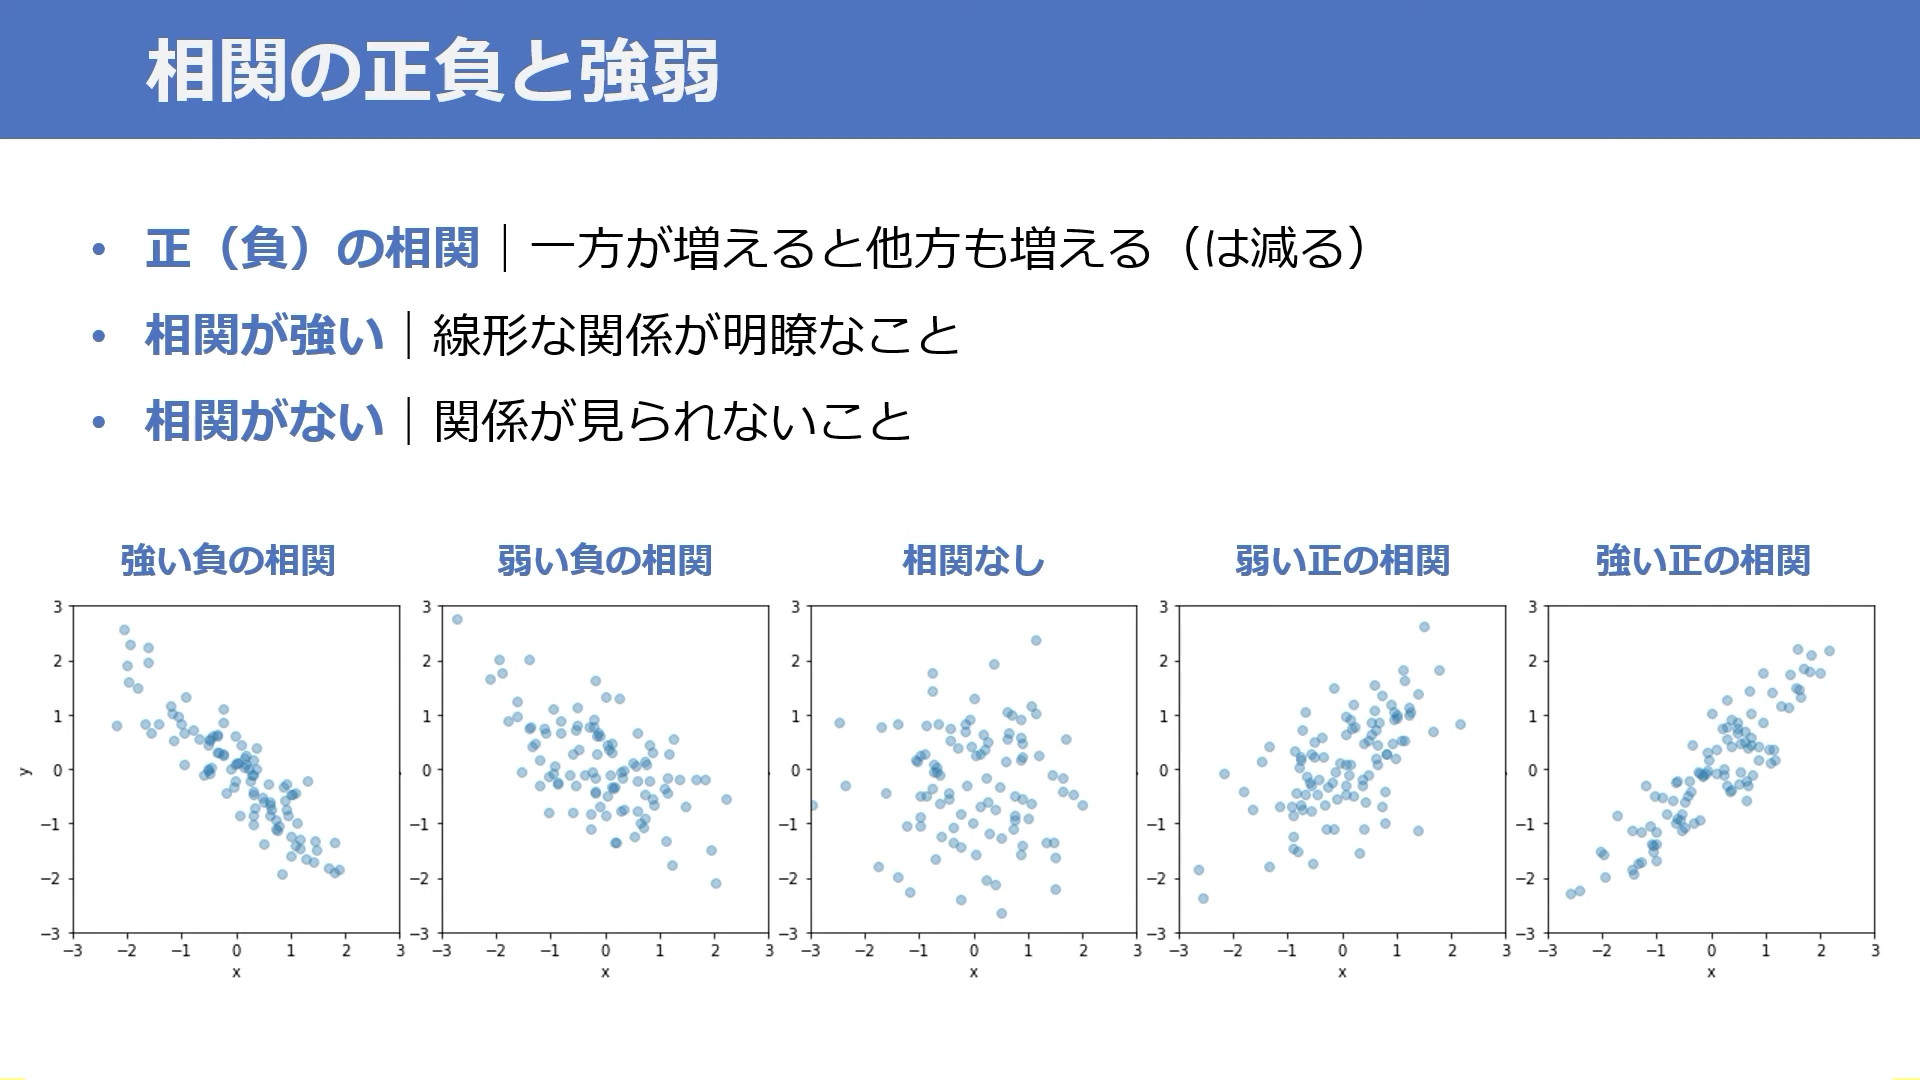 相関の正負と強弱
• 正（負）の相関｜一方が増えると他方も増える（は減る）
• 相関が強い｜線形な関係が明瞭なこと
• 相関がない｜関係が見られないこと
強い負の相関 弱い負の相関 相関なし 弱い正の相関 強い正の相関
3 3 3 3 3
2 2 2 2 2
1 1 1 1 1
y 0 0 0 0 0
−1 −1 −1 −1 −1
−2 −2 −2 −2 −2
−3 −3 −3 −3 −3
−3 −2 −1 0 1 2 3 −3 −2 −1 0 1 2 3 −3 −2 −1 0 1 2 3 −3 −2 −1 0 1 2 3 −3 −2 −1 0 1 2 3
x x x x x